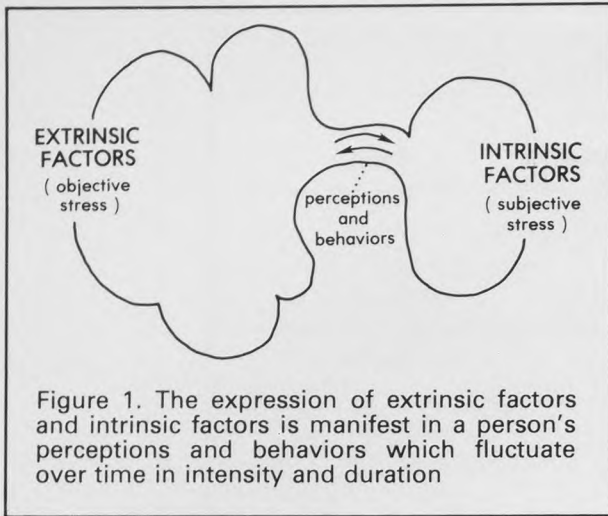 EXTRINSIC
FACTORS
( objective
stress )
perceptions
and
behaviors
INTRINSIC
FACTORS
( subjective
stress )
Figure 1. The expression of extrinsic factors
and intrinsic factors is manifest in a person's
perceptions and behaviors which fluctuate
over time in intensity and duration